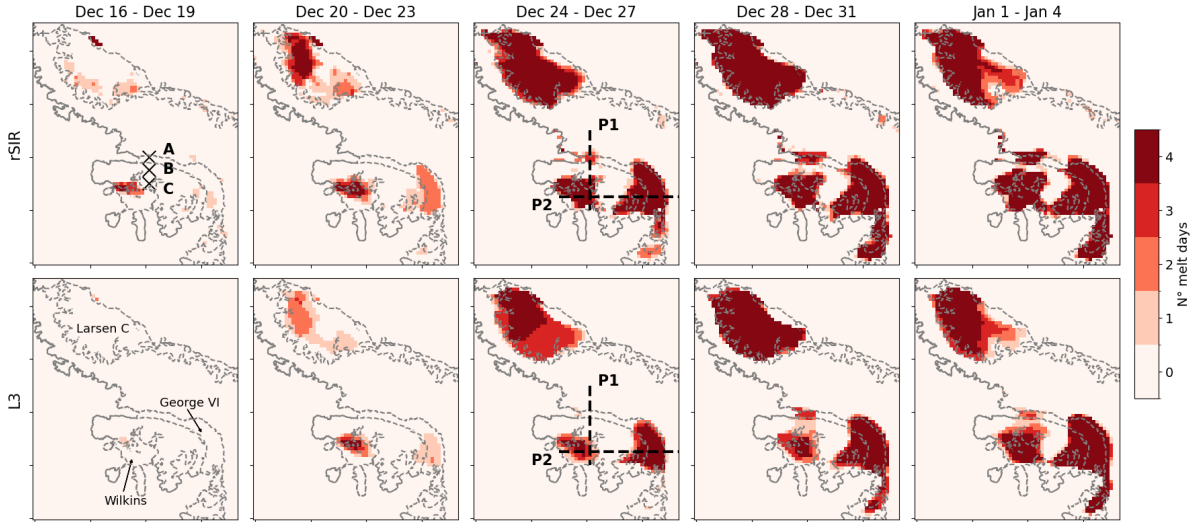 Dec 16 - Dec 19
Dec 20 - Dec 23
Dec 24 - Dec 27
Dec 28 - Dec 31
Jan 1 - Jan 4
rSIR
A
B
C
P1
P2
L3
Larsen C
George VI
Wilkins
P1
P2
4
3
2
1
0
N° melt days